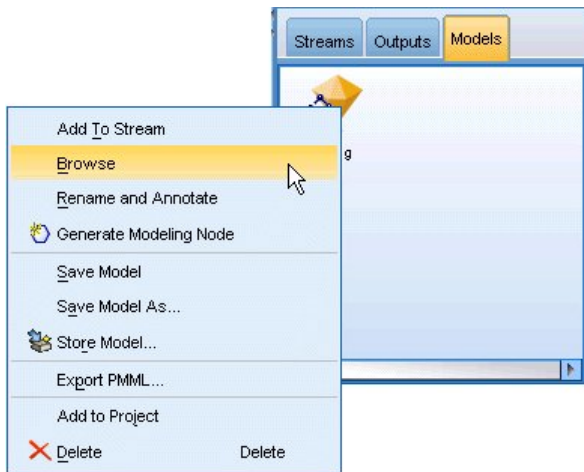 Streams Outputs Models
g
Add To Stream
Browse
Rename and Annotate
Generate Modeling Node
Save Model
Save Model As...
Store Model...
Export PMML...
Add to Project
Delete Delete